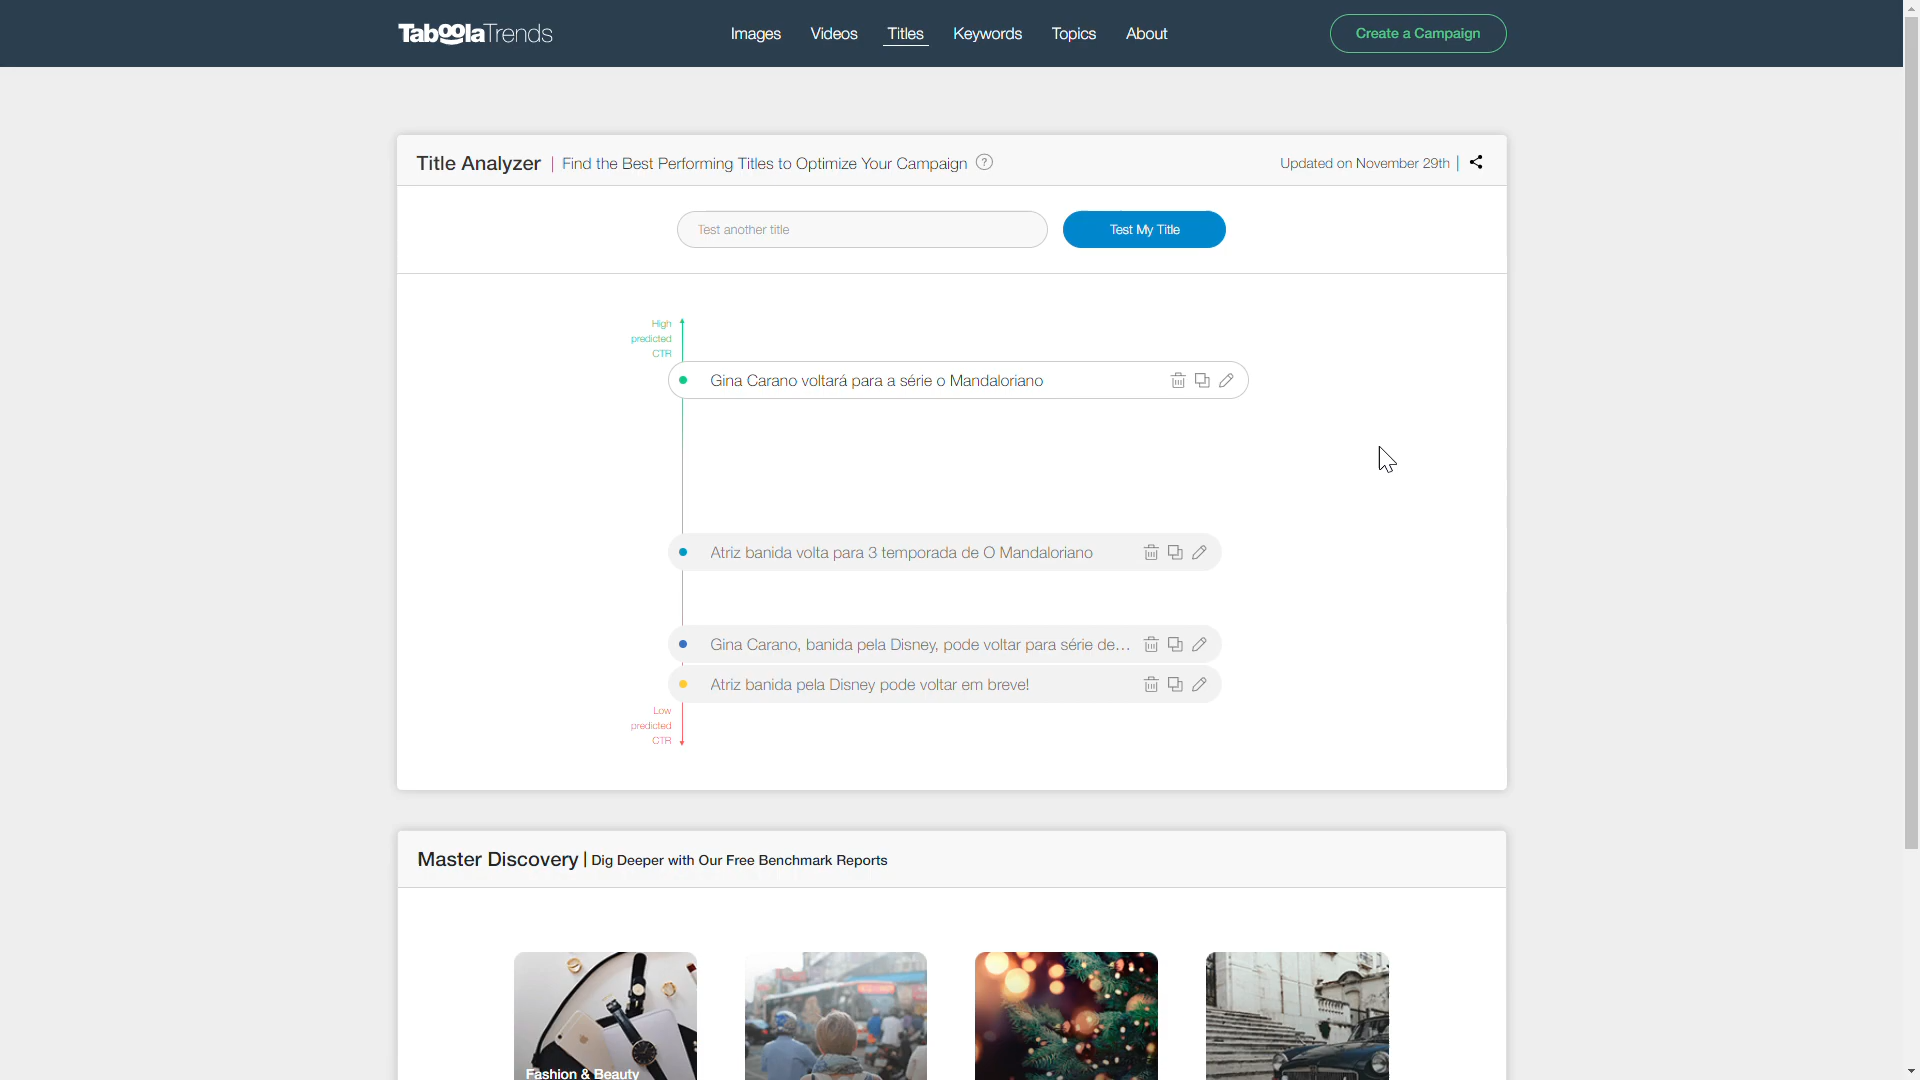 TaboolaTrends
Images Videos Titles Keywords Topics About
Create a Campaign
Title Analyzer | Find the Best Performing Titles to Optimize Your Campaign ?
Updated on November 29th |
Test another title
Test My Title
High
predicted
CTR
Gina Carano voltará para a série o Mandaloriano
Atriz banida volta para 3 temporada de O Mandaloriano
Gina Carano, banida pela Disney, pode voltar para série de...
Atriz banida pela Disney pode voltar em breve!
Low
predicted
CTR
Master Discovery | Dig Deeper with Our Free Benchmark Reports
Fashion & Beauty